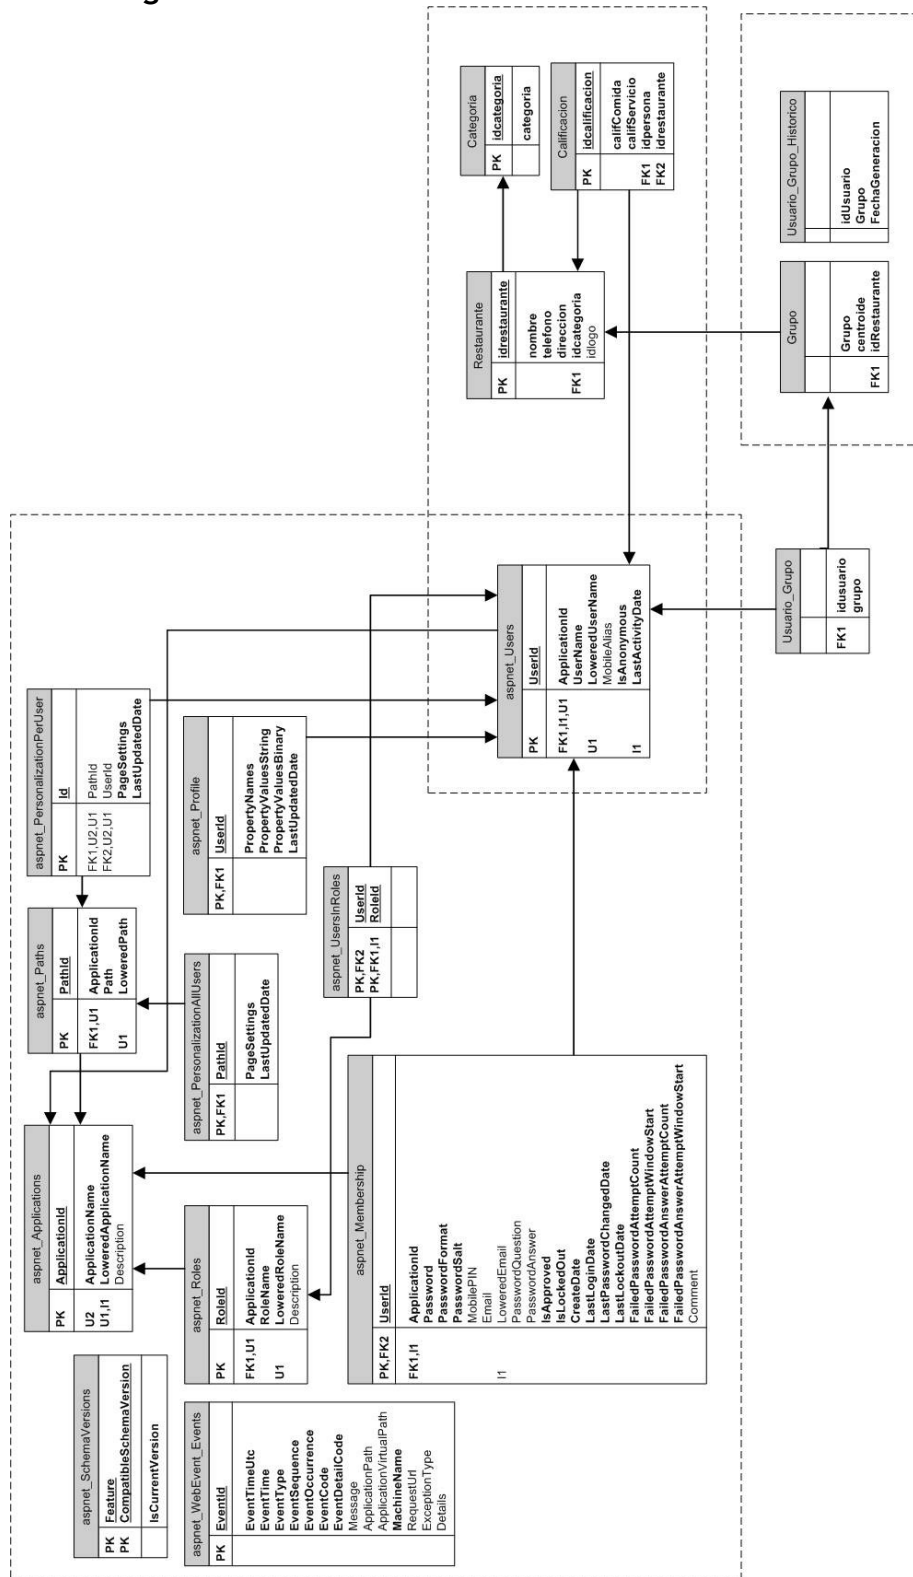 g
aspnet_SchemaVersions
PK Feature
PK CompatibleSchemaVersion
IsCurrentVersion
aspnet_WebEvent_Events
PK EventId
EventTimeUtc
EventTime
EventType
EventSequence
EventOccurrence
EventCode
EventDetailCode
Message
ApplicationPath
ApplicationVirtualPath
MachineName
RequestUrl
ExceptionType
Details
aspnet_Applications
PK ApplicationId
U2 ApplicationName
U1,I1 LoweredApplicationName
Description
aspnet_Roles
PK RoleId
FK1,U1 ApplicationId
RoleName
U1 LoweredRoleName
Description
aspnet_Membership
PK,FK2 UserId
FK1,I1 ApplicationId
Password
PasswordFormat
PasswordSalt
MobilePIN
Email
I1 LoweredEmail
PasswordQuestion
PasswordAnswer
IsApproved
IsLockedOut
CreateDate
LastLoginDate
LastPasswordChangedDate
LastLockoutDate
FailedPasswordAttemptCount
FailedPasswordAttemptWindowStart
FailedPasswordAnswerAttemptCount
FailedPasswordAnswerAttemptWindowStart
Comment
aspnet_Paths
PK PathId
FK1,U1 ApplicationId
Path
U1 LoweredPath
aspnet_PersonalizationAllUsers
PK,FK1 PathId
PageSettings
LastUpdatedDate
aspnet_UsersInRoles
PK,FK2 UserId
PK,FK1,I1 RoleId
aspnet_PersonalizationPerUser
PK Id
FK1,U2,U1 PathId
FK2,U2,U1 UserId
PageSettings
LastUpdatedDate
aspnet_Profile
PK,FK1 UserId
PropertyNames
PropertyValuesString
PropertyValuesBinary
LastUpdatedDate
aspnet_Users
PK UserId
FK1,I1,U1 ApplicationId
UserName
U1 LoweredUserName
MobileAlias
IsAnonymous
I1 LastActivityDate
Usuario_Grupo
FK1 idusuario
grupo
Restaurante
PK idrestaurante
nombre
telefono
direccion
FK1 idcategoria
idlogo
Categoria
PK idcategoria
categoria
Calificacion
PK idcalificacion
califComida
califServicio
FK1 idpersona
FK2 idrestaurante
Grupo
Grupo
centroide
FK1 idRestaurante
Usuario_Grupo_Historico
idUsuario
Grupo
FechaGeneracion